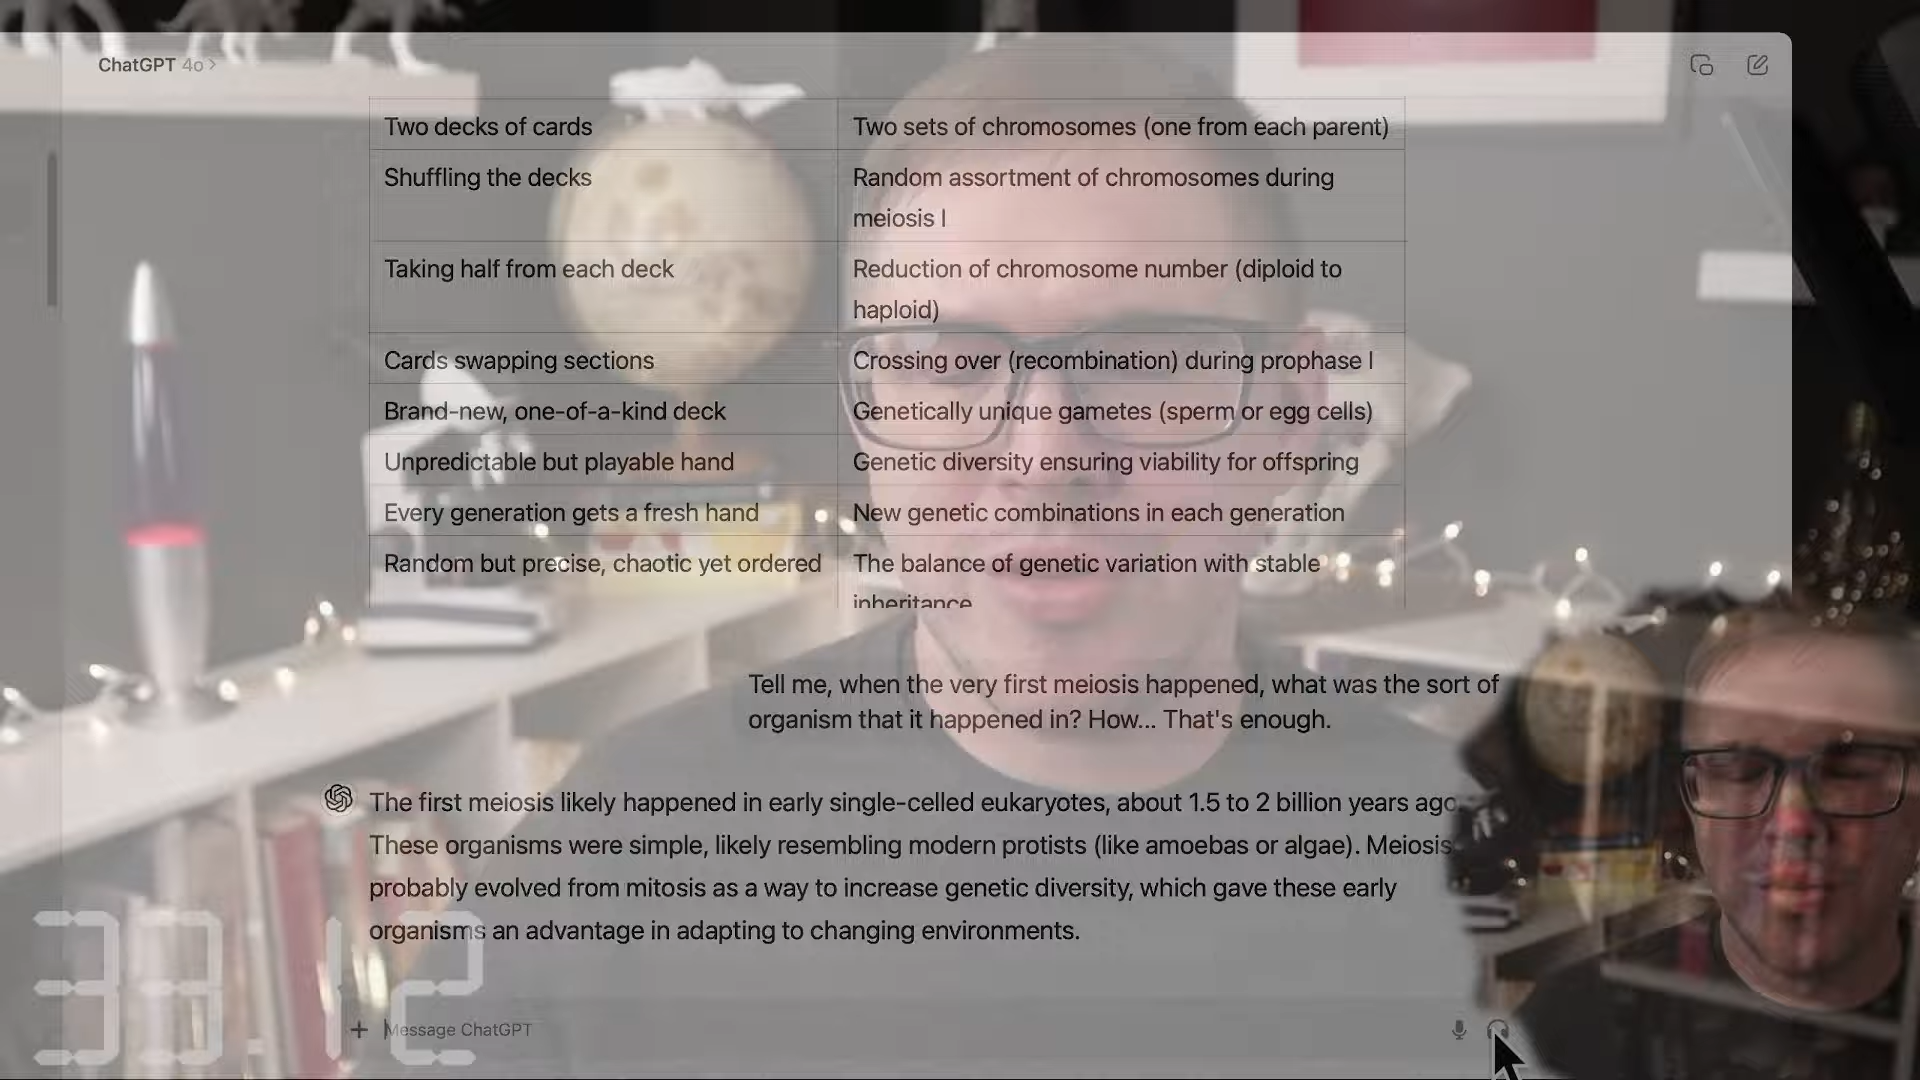 ChatGPT 4o >
Two decks of cards
Two sets of chromosomes (one from each parent)
Shuffling the decks
Random assortment of chromosomes during
meiosis I
Taking half from each deck
Reduction of chromosome number (diploid to
haploid)
Cards swapping sections
Crossing over (recombination) during prophase I
Brand-new, one-of-a-kind deck
Genetically unique gametes (sperm or egg cells)
Unpredictable but playable hand
Genetic diversity ensuring viability for offspring
Every generation gets a fresh hand
New genetic combinations in each generation
Random but precise, chaotic yet ordered
The balance of genetic variation with stable
inheritance
Tell me, when the very first meiosis happened, what was the sort of
organism that it happened in? How... That's enough.
The first meiosis likely happened in early single-celled eukaryotes, about 1.5 to 2 billion years ago.
These organisms were simple, likely resembling modern protists (like amoebas or algae). Meiosis
probably evolved from mitosis as a way to increase genetic diversity, which gave these early
organisms an advantage in adapting to changing environments.
Message ChatGPT
33.12